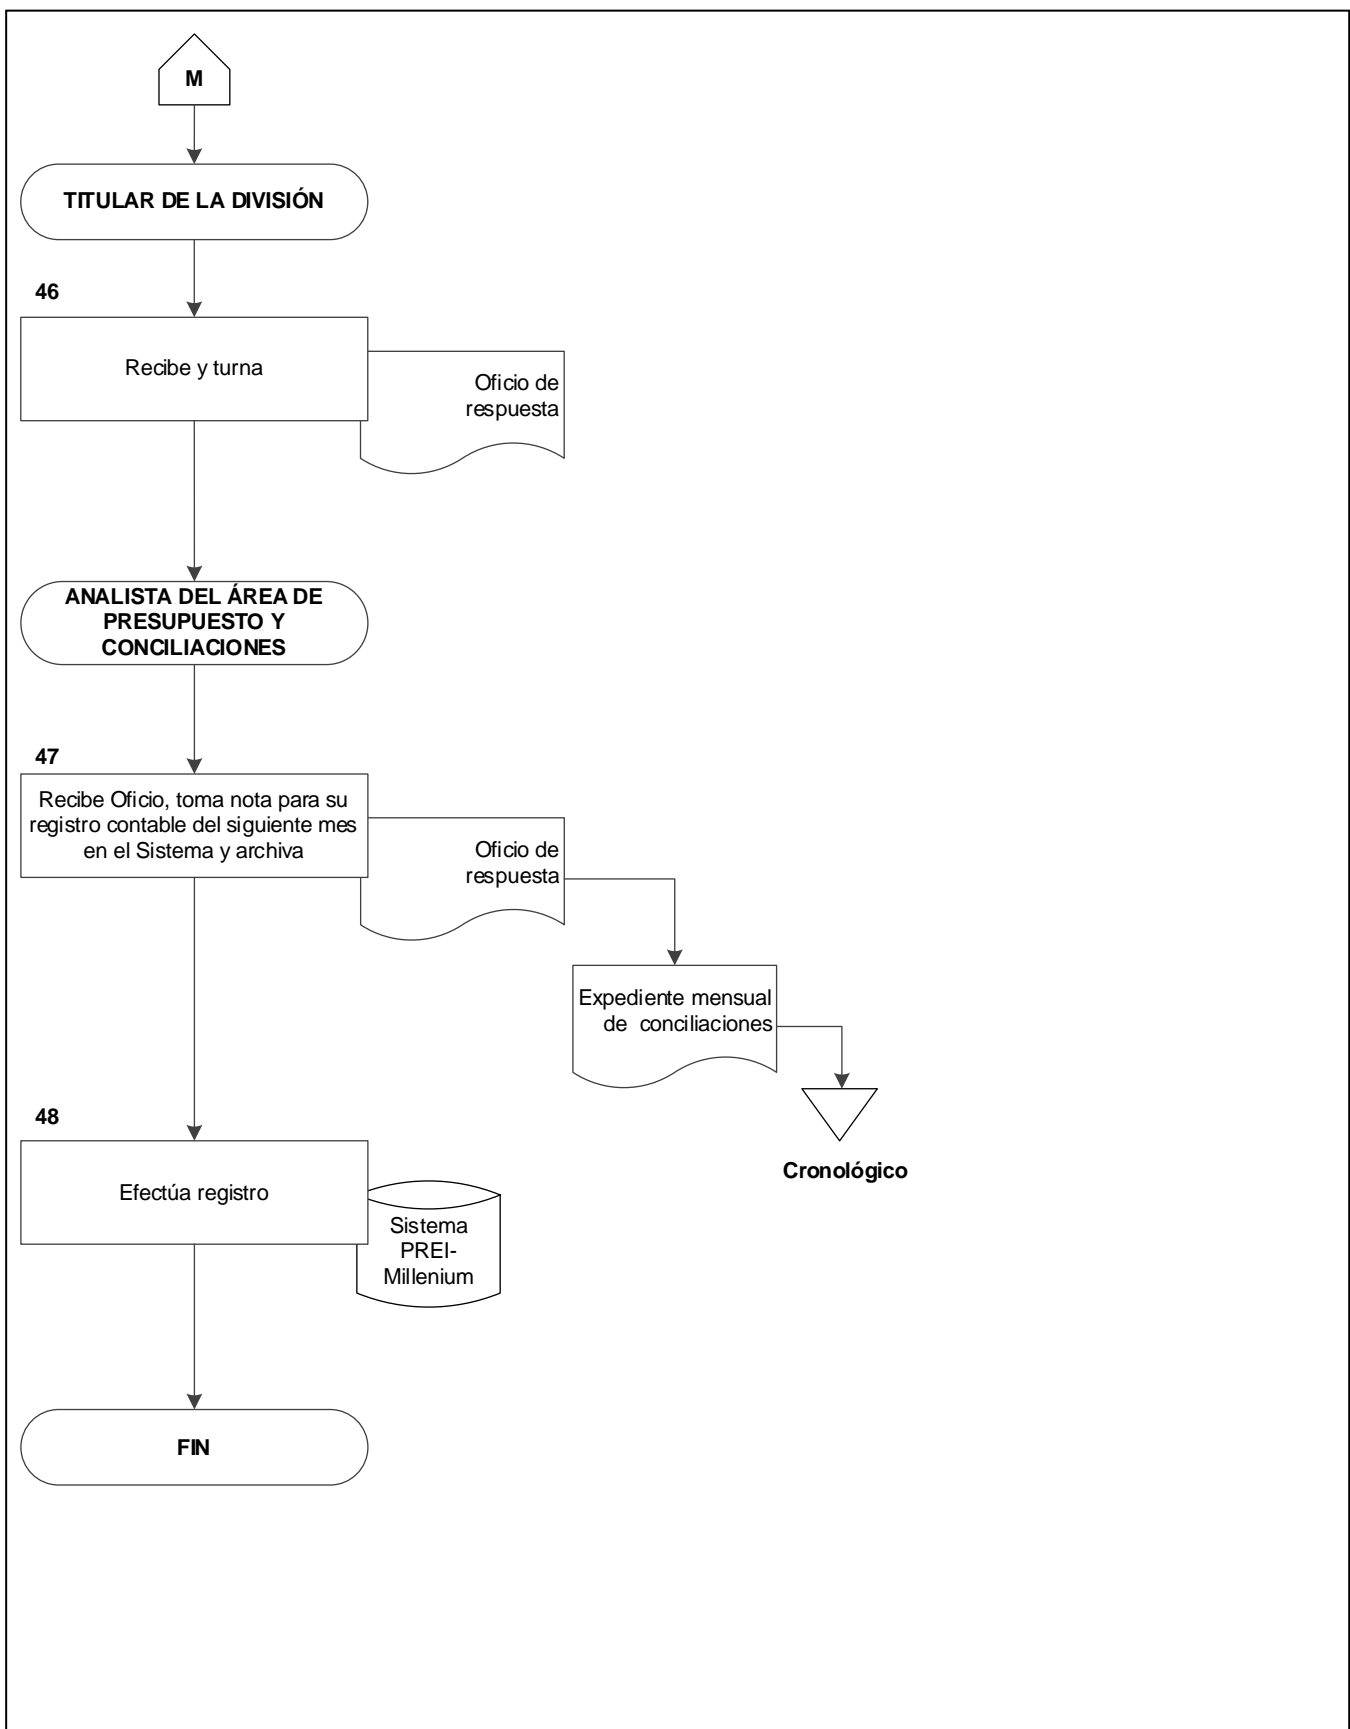 M
TITULAR DE LA DIVISIÓN
46
Recibe y turna
Oficio de
respuesta
ANALISTA DEL ÁREA DE
PRESUPUESTO Y
CONCILIACIONES
47
Recibe Oficio, toma nota para su
registro contable del siguiente mes
en el Sistema y archiva
Oficio de
respuesta
Expediente mensual
de conciliaciones
Cronológico
48
Efectúa registro
Sistema
PREI-
Millenium
FIN